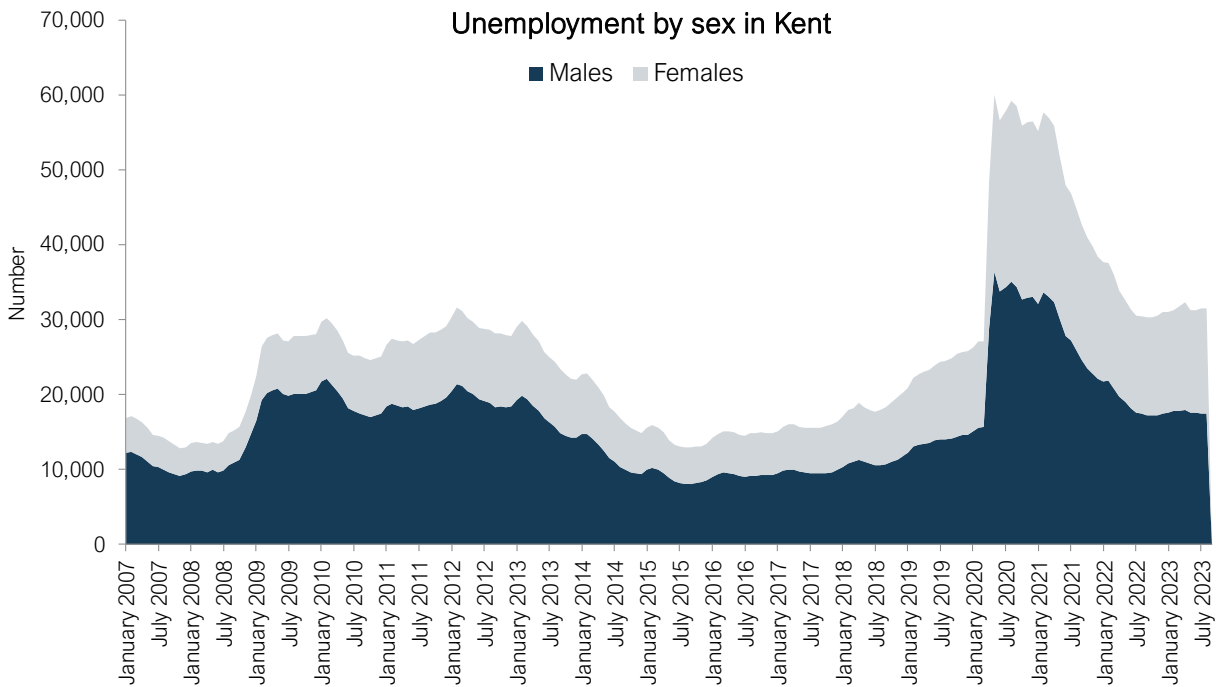 Unemployment by sex in Kent
Males Females
70,000
60,000
50,000
40,000
30,000
20,000
10,000
0
Number
January 2007
July 2007
January 2008
July 2008
January 2009
July 2009
January 2010
July 2010
January 2011
July 2011
January 2012
July 2012
January 2013
July 2013
January 2014
July 2014
January 2015
July 2015
January 2016
July 2016
January 2017
July 2017
January 2018
July 2018
January 2019
July 2019
January 2020
July 2020
January 2021
July 2021
January 2022
July 2022
January 2023
July 2023